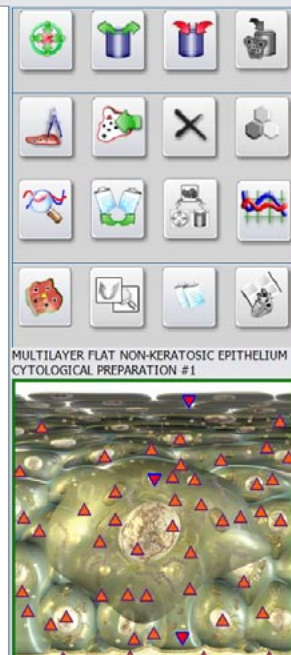 MULTILAYER FLAT NON-KERATOSIC EPITHELIUM
CYTOLOGICAL PREPARATION #1